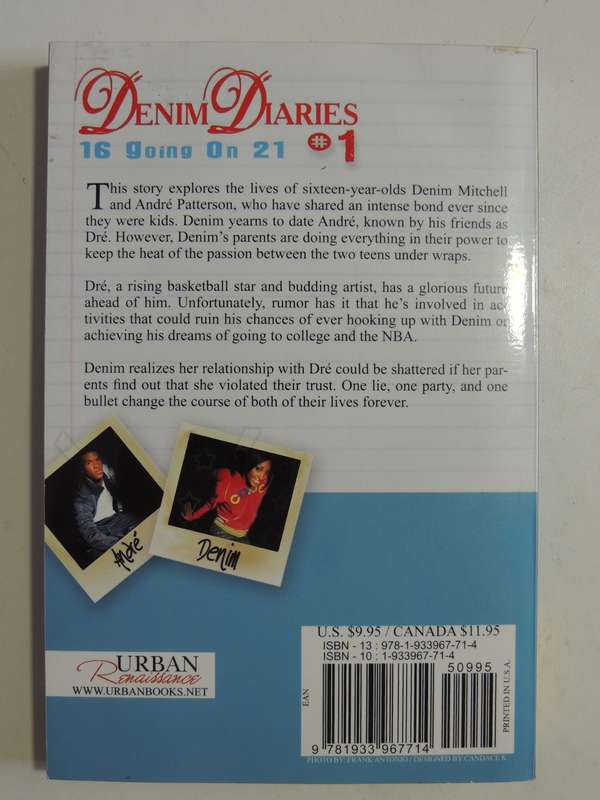 DENIM DIARIES
16 going On 21 #1
This story explores the lives of sixteen-year-olds Denim Mitchell
and André Patterson, who have shared an intense bond ever since
they were kids. Denim yearns to date André, known by his friends as
Dré. However, Denim's parents are doing everything in their power to
keep the heat of the passion between the two teens under wraps.
Dré, a rising basketball star and budding artist, has a glorious future
ahead of him. Unfortunately, rumor has it that he's involved in ac-
tivities that could ruin his chances of ever hooking up with Denim or
achieving his dreams of going to college and the NBA.
Denim realizes her relationship with Dré could be shattered if her par-
ents find out that she violated their trust. One lie, one party, and one
bullet change the course of both of their lives forever.
André
Denim
URBAN
Renaissance
WWW.URBANBOOKS.NET
U.S. $9.95 / CANADA $11.95
ISBN - 13 : 978-1-933967-71-4
ISBN - 10 : 1-933967-71-4
50995
EAN
PRINTED IN U.S.A.
9 781933 967714
PHOTO BY: FRANK ANTONIO / DESIGNED BY CANDACE K